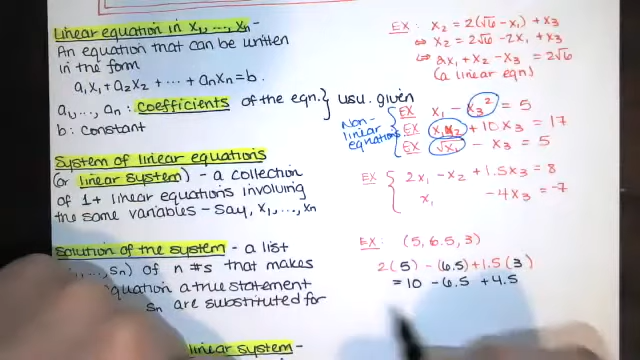 Linear equation in x₁, ..., xₙ -
An equation that can be written
in the form
a₁x₁ + a₂x₂ + ⋯ + aₙxₙ = b.
a₁, ..., aₙ : coefficients of the eqn. } usu. given
b: constant
System of linear equations
(or linear system) - a collection
of 1+ linear equations involving
the same variables - say, x₁, ..., xₙ
Solution of the system - a list
, ..., sₙ) of n #s that makes
equation a true statement
sₙ are substituted for
linear system -
EX: x₂ = 2(√6 - x₁) + x₃
⇔ x₂ = 2√6 - 2x₁ + x₃
⇔ 2x₁ + x₂ - x₃ = 2√6
(a linear eqn)
Non-
linear
equations
EX x₁ - x₃² = 5
EX x₁x₂ + 10x₃ = 17
EX √x₁ - x₃ = 5
EX { 2x₁ - x₂ + 1.5x₃ = 8
x₁ - 4x₃ = -7
EX: (5, 6.5, 3)
2(5) - (6.5) + 1.5(3)
= 10 - 6.5 + 4.5